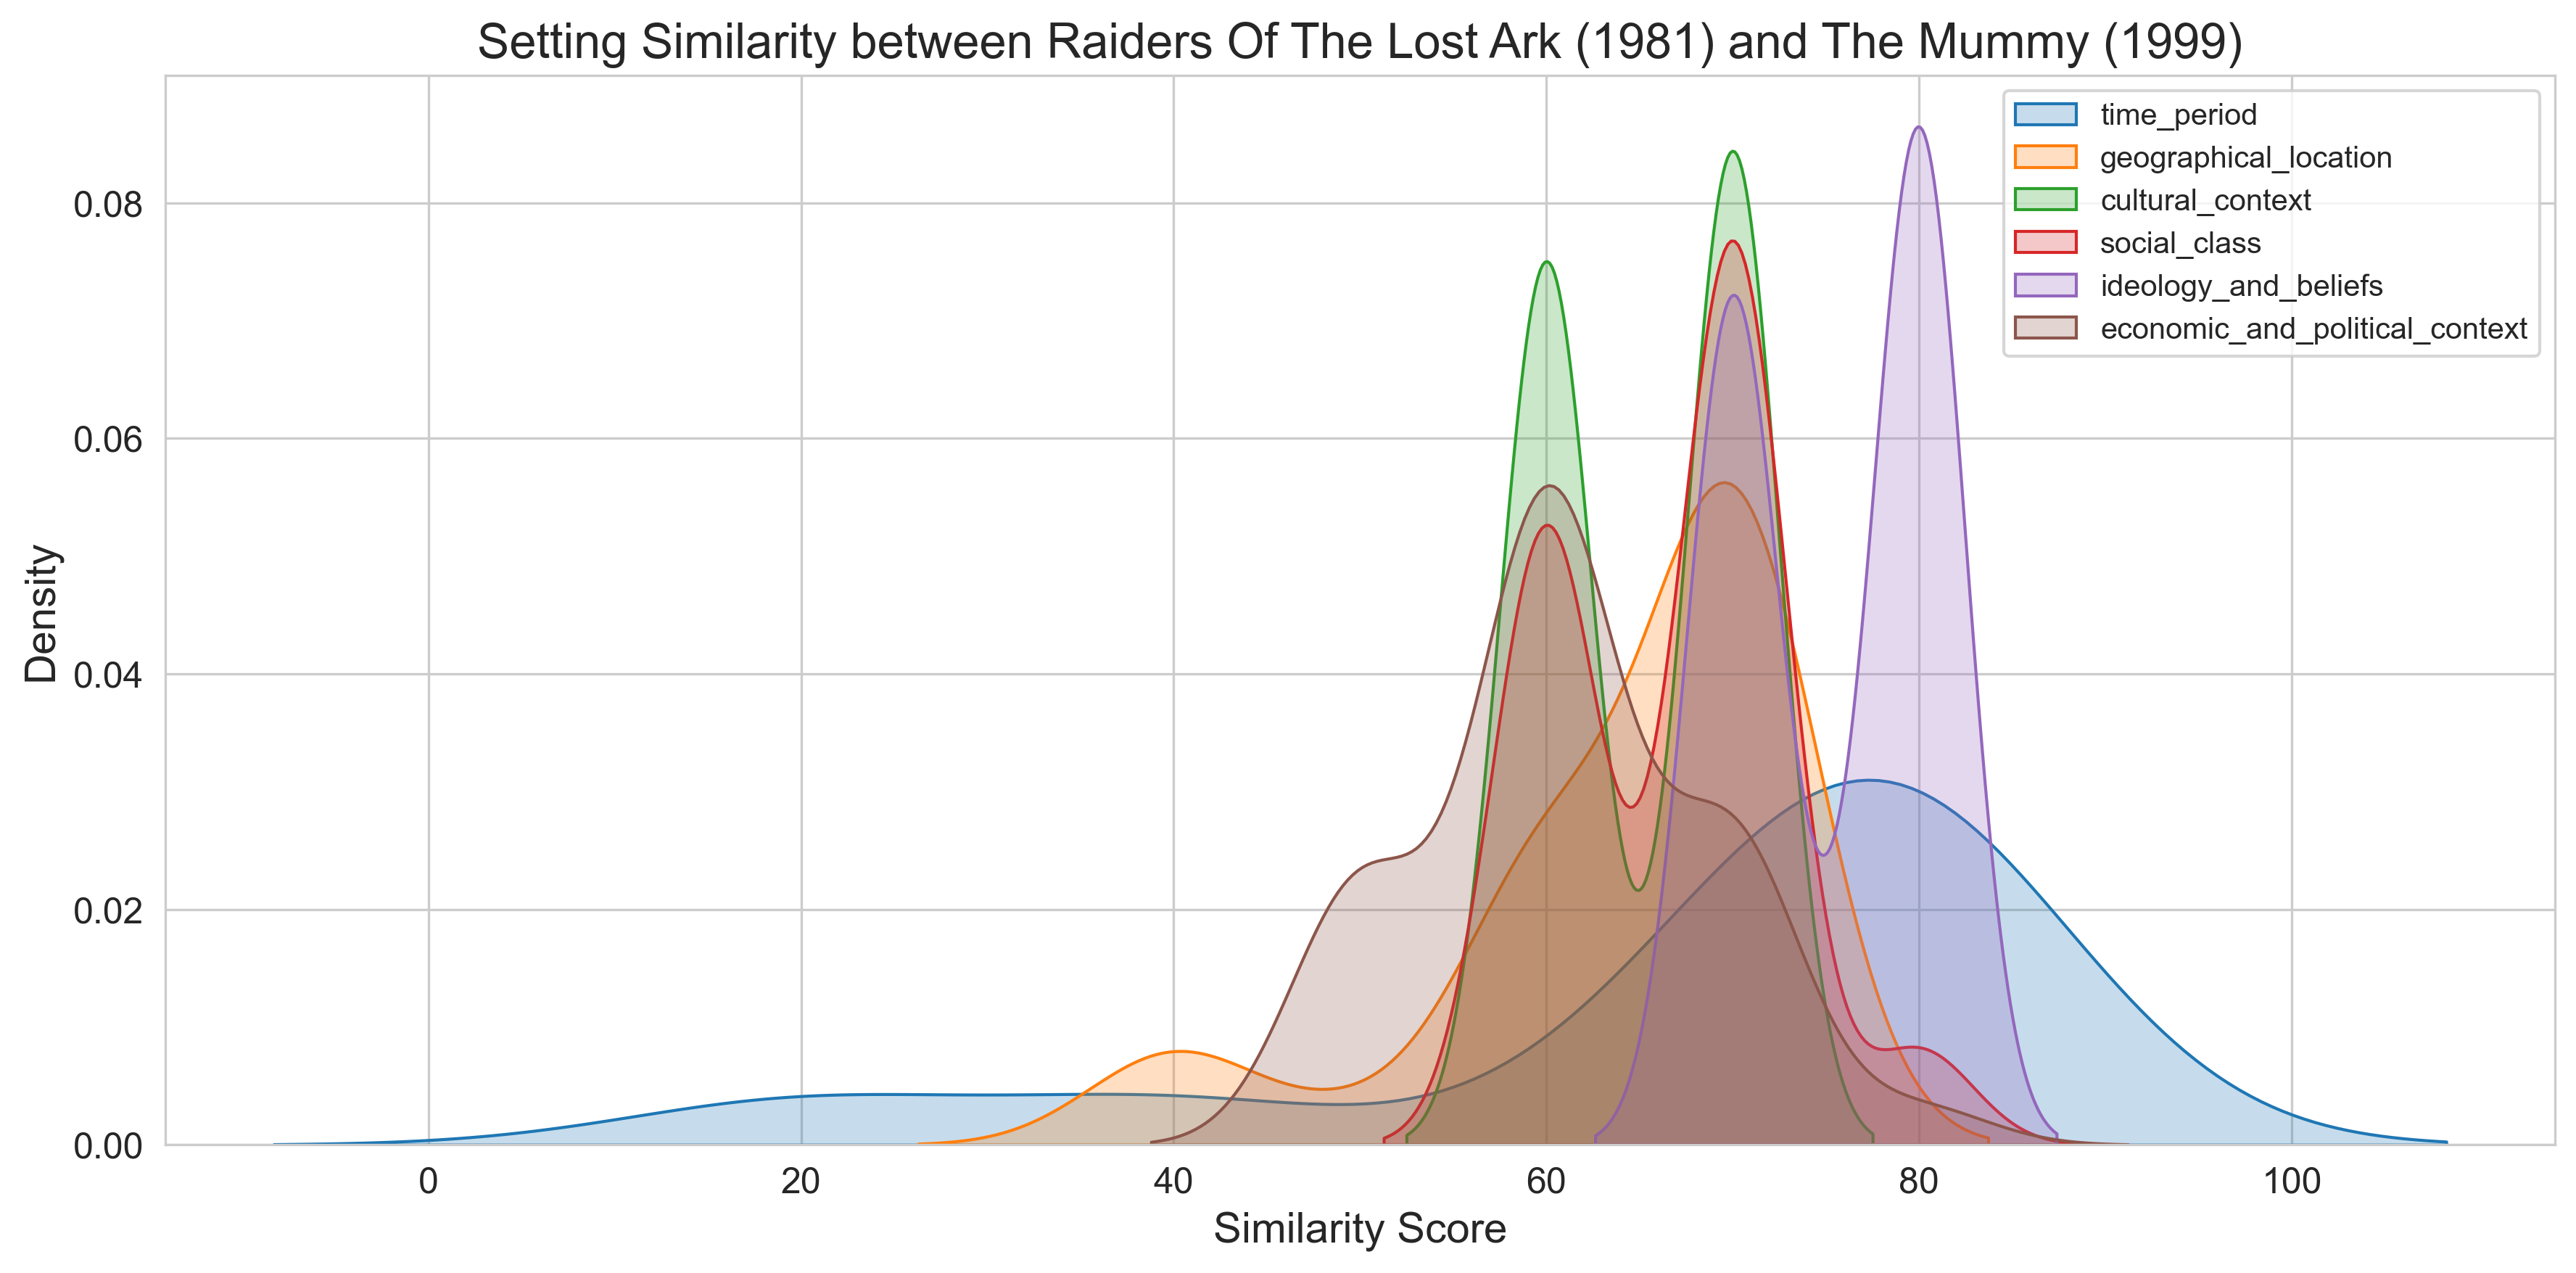 Setting Similarity between Raiders Of The Lost Ark (1981) and The Mummy (1999)
time_period
geographical_location
cultural_context
social_class
ideology_and_beliefs
economic_and_political_context
Density
0.08
0.06
0.04
0.02
0.00
0 20 40 60 80 100
Similarity Score